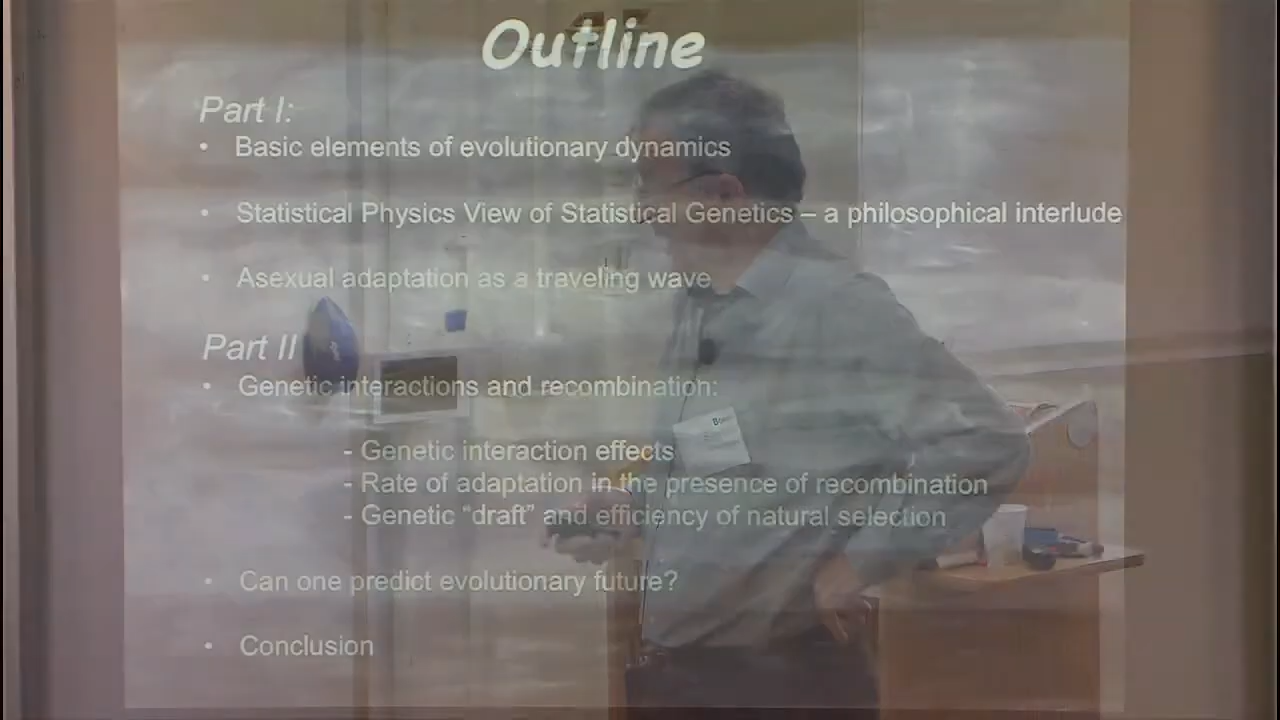 Outline
Part I:
• Basic elements of evolutionary dynamics
• Statistical Physics View of Statistical Genetics – a philosophical interlude
• Asexual adaptation as a traveling wave
Part II
• Genetic interactions and recombination:
- Genetic interaction effects
- Rate of adaptation in the presence of recombination
- Genetic “draft” and efficiency of natural selection
• Can one predict evolutionary future?
• Conclusion